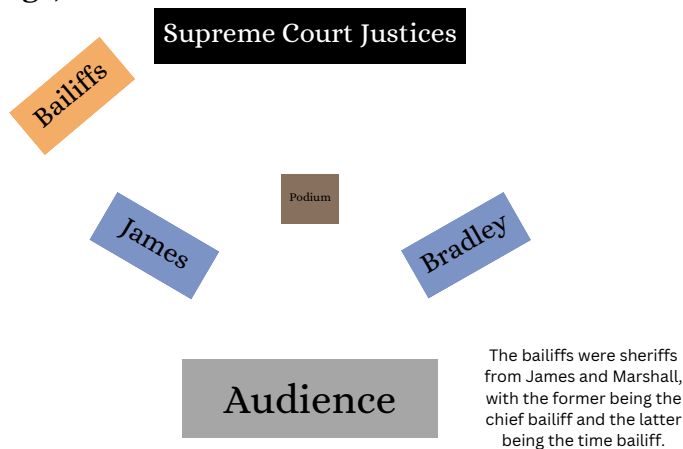 Supreme Court Justices
Bailiffs
Podium
James
Bradley
Audience
The bailiffs were sheriffs
from James and Marshall,
with the former being the
chief bailiff and the latter
being the time bailiff.